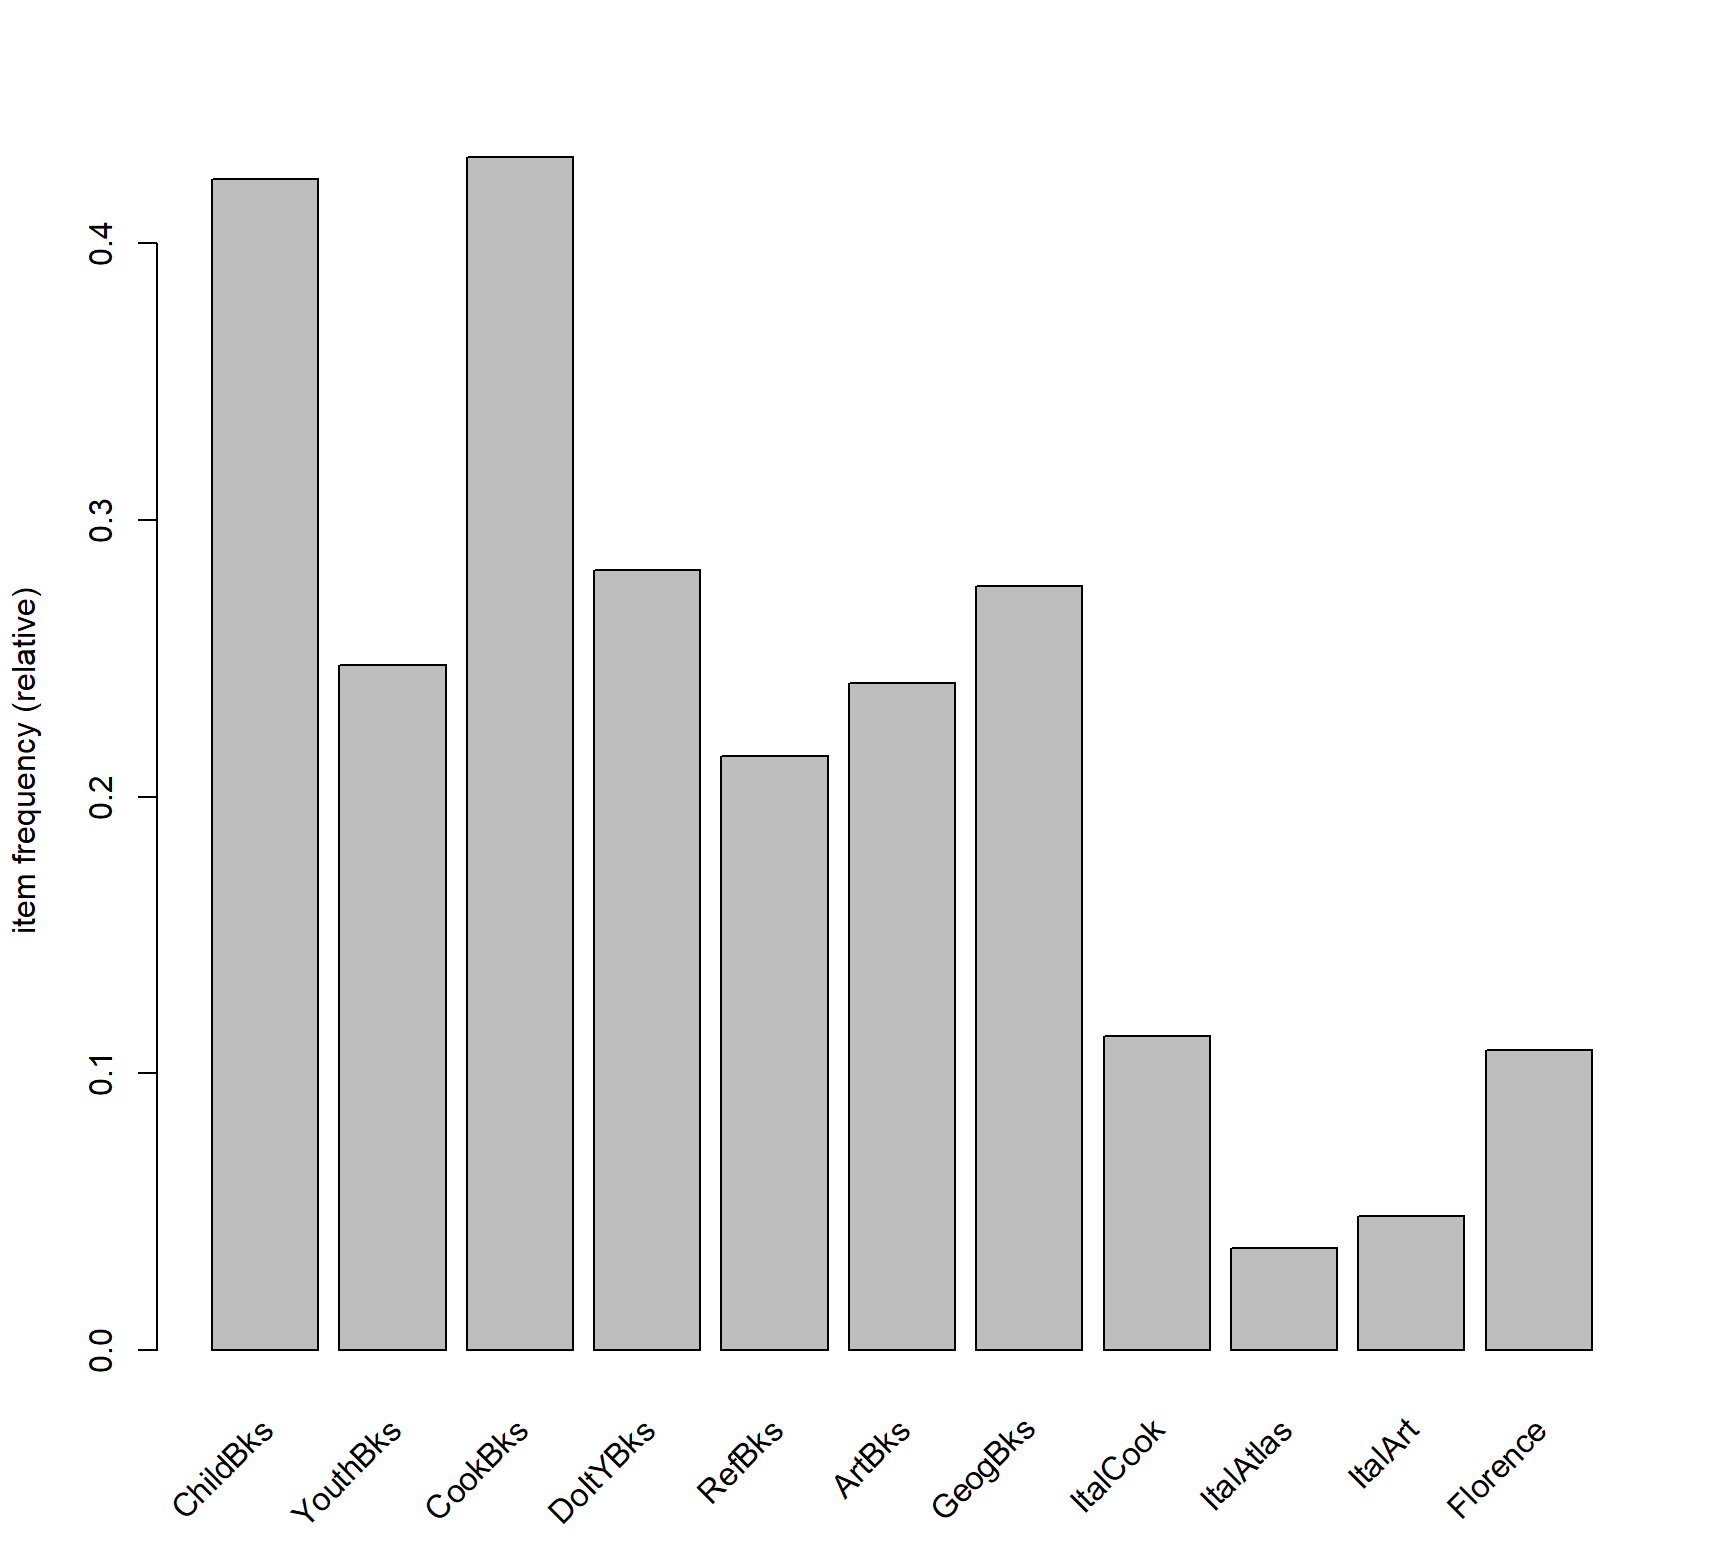 item frequency (relative)
0.4
0.3
0.2
0.1
0.0
ChildBks
YouthBks
CookBks
DoItYBks
RefBks
ArtBks
GeogBks
ItalCook
ItalAtlas
ItalArt
Florence